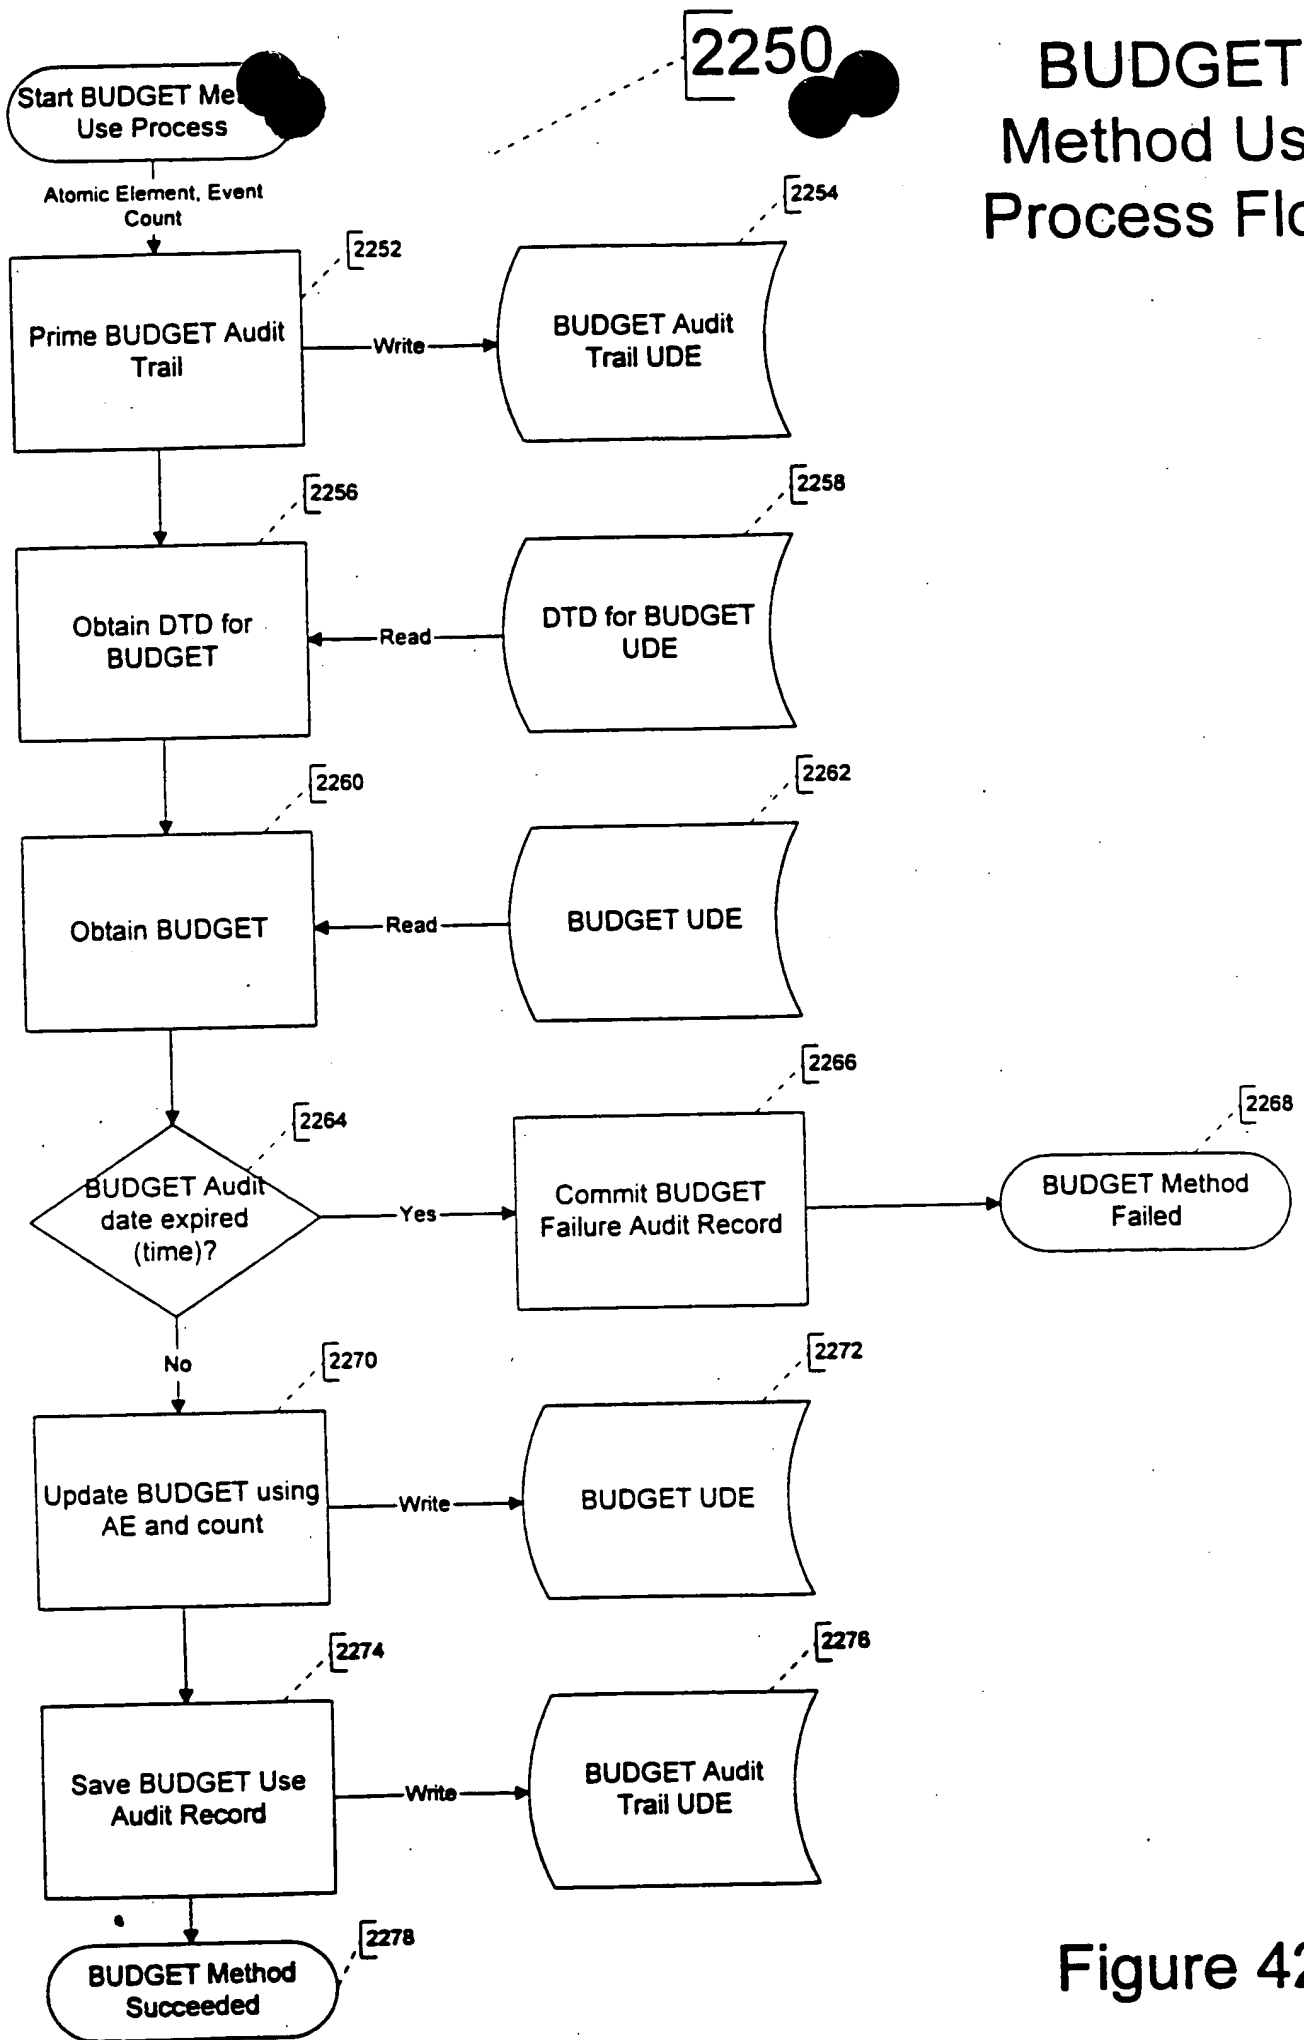 2250
BUDGET
Method Us
Process Flo
Start BUDGET Me
Use Process
Atomic Element, Event
Count
2252
2254
Prime BUDGET Audit
Trail
Write
BUDGET Audit
Trail UDE
2256
2258
Obtain DTD for
BUDGET
Read
DTD for BUDGET
UDE
2260
2262
Obtain BUDGET
Read
BUDGET UDE
2264
2266
2268
BUDGET Audit
date expired
(time)?
Yes
Commit BUDGET
Failure Audit Record
BUDGET Method
Failed
No
2270
2272
Update BUDGET using
AE and count
Write
BUDGET UDE
2274
2276
Save BUDGET Use
Audit Record
Write
BUDGET Audit
Trail UDE
2278
BUDGET Method
Succeeded
Figure 42